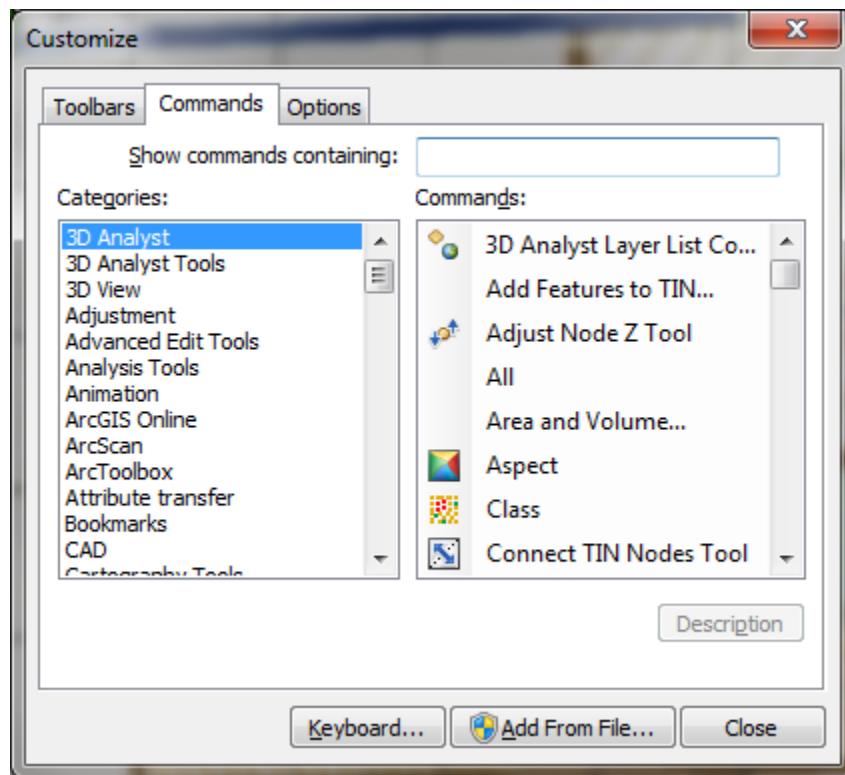 Customize
Toolbars Commands Options
Show commands containing:
Categories:
3D Analyst
3D Analyst Tools
3D View
Adjustment
Advanced Edit Tools
Analysis Tools
Animation
ArcGIS Online
ArcScan
ArcToolbox
Attribute transfer
Bookmarks
CAD
Cartography Tools
Commands:
3D Analyst Layer List Co...
Add Features to TIN...
Adjust Node Z Tool
All
Area and Volume...
Aspect
Class
Connect TIN Nodes Tool
Description
Keyboard... Add From File... Close